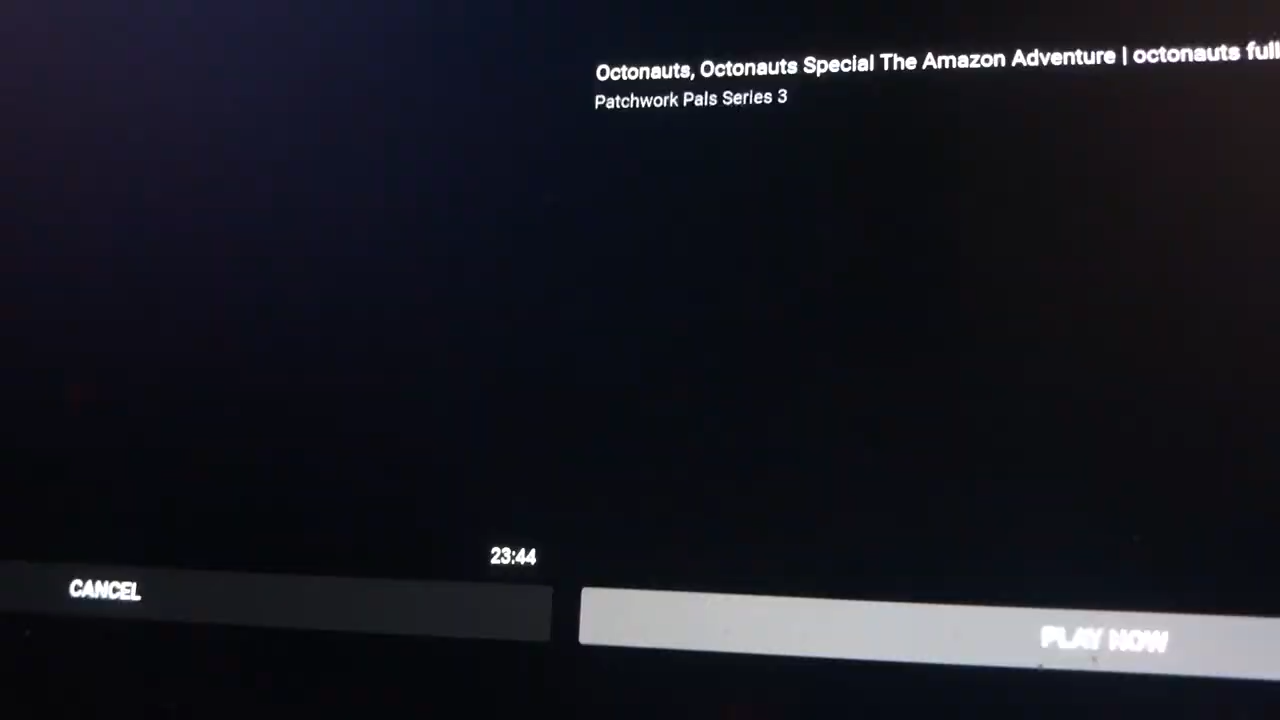 Octonauts, Octonauts Special The Amazon Adventure | octonauts full
Patchwork Pals Series 3
23:44
CANCEL
PLAY NOW